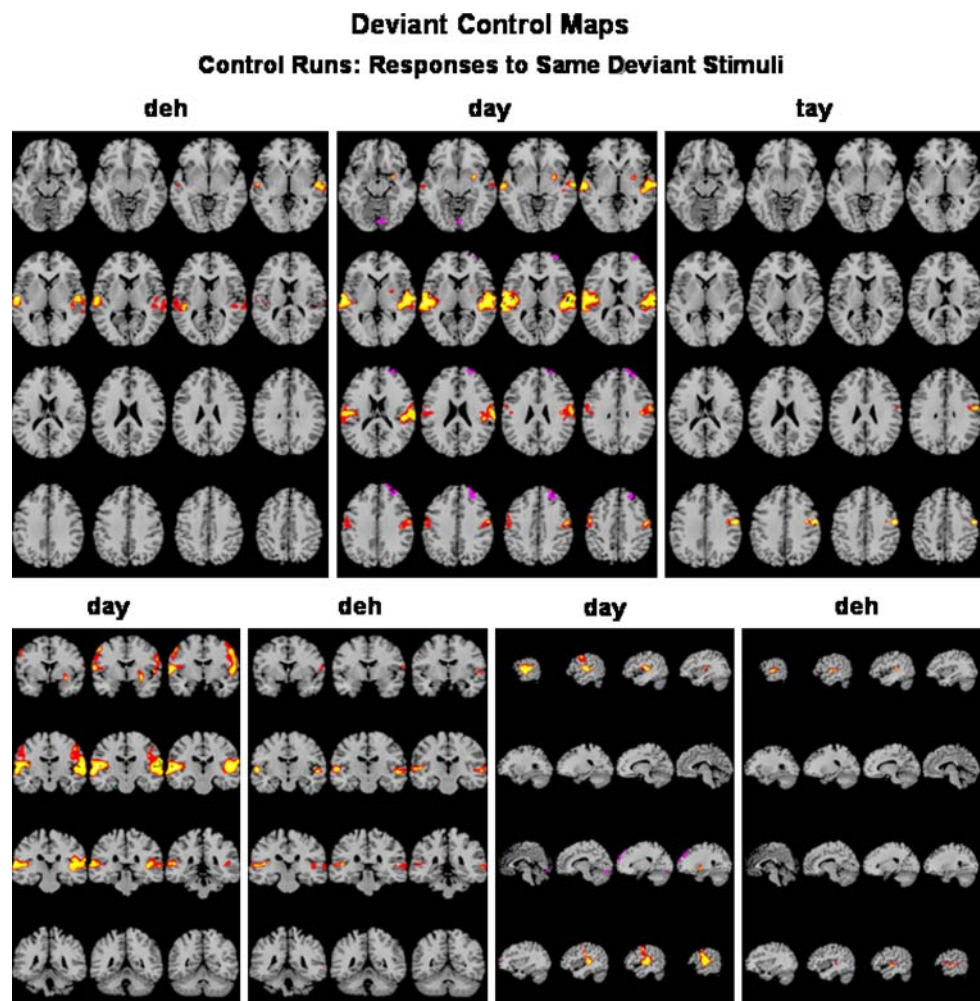 Deviant Control Maps
Control Runs: Responses to Same Deviant Stimuli
deh day tay
day deh day deh